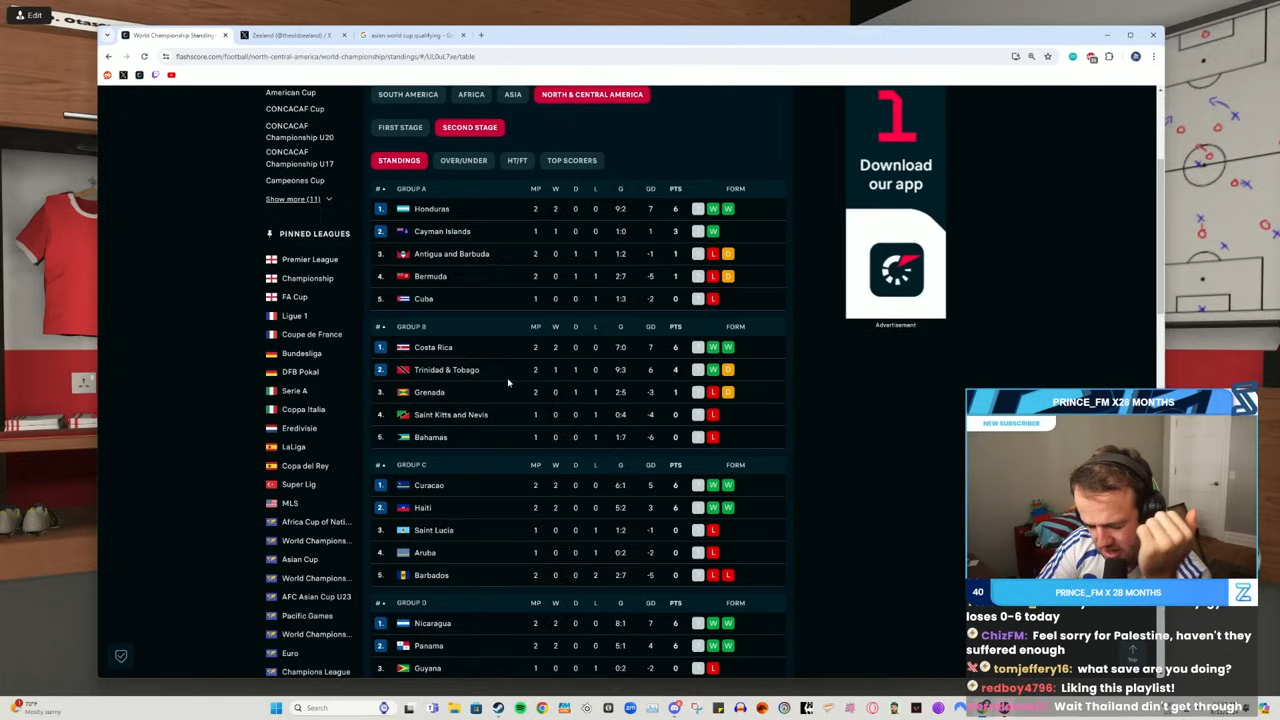 Edit
World Championship Standing
Zealand (@theoldzealand) / X
asian world cup qualifying - Go
flashscore.com/football/north-central-america/world-championship/standings/#/UL0uL7xe/table
American Cup
CONCACAF Cup
CONCACAF
Championship U20
CONCACAF
Championship U17
Campeones Cup
Show more (11)
PINNED LEAGUES
Premier League
Championship
FA Cup
Ligue 1
Coupe de France
Bundesliga
DFB Pokal
Serie A
Coppa Italia
Eredivisie
LaLiga
Copa del Rey
Super Lig
MLS
Africa Cup of Nati...
World Champions...
Asian Cup
World Champions...
AFC Asian Cup U23
Pacific Games
World Champions...
Euro
Champions League
SOUTH AMERICA AFRICA ASIA NORTH & CENTRAL AMERICA
FIRST STAGE SECOND STAGE
STANDINGS OVER/UNDER HT/FT TOP SCORERS
# GROUP A MP W D L G GD PTS FORM
1. Honduras 2 2 0 0 9:2 7 6 ? W W
2. Cayman Islands 1 1 0 0 1:0 1 3 ? W
3. Antigua and Barbuda 2 0 1 1 1:2 -1 1 ? L D
4. Bermuda 2 0 1 1 2:7 -5 1 ? L D
5. Cuba 1 0 0 1 1:3 -2 0 ? L
# GROUP B MP W D L G GD PTS FORM
1. Costa Rica 2 2 0 0 7:0 7 6 ? W W
2. Trinidad & Tobago 2 1 1 0 9:3 6 4 ? W D
3. Grenada 2 0 1 1 2:5 -3 1 ? L D
4. Saint Kitts and Nevis 1 0 0 1 0:4 -4 0 ? L
5. Bahamas 1 0 0 1 1:7 -6 0 ? L
# GROUP C MP W D L G GD PTS FORM
1. Curacao 2 2 0 0 6:1 5 6 ? W W
2. Haiti 2 2 0 0 5:2 3 6 ? W W
3. Saint Lucia 1 0 0 1 1:2 -1 0 ? L
4. Aruba 1 0 0 1 0:2 -2 0 ? L
5. Barbados 2 0 0 2 2:7 -5 0 ? L L
# GROUP D MP W D L G GD PTS FORM
1. Nicaragua 2 2 0 0 8:1 7 6 ? W W
2. Panama 2 2 0 0 5:1 4 6 ? W W
3. Guyana 1 0 0 1 0:2 -2 0 ? L
1
Download
our app
Advertisement
Top
PRINCE_FM X28 MONTHS
NEW SUBSCRIBER
40 PRINCE_FM X 28 MONTHS
loses 0-6 today
ChizFM: Feel sorry for Palestine, haven't they
suffered enough
tomjeffery16: what save are you doing?
redboy4796: Liking this playlist!
Wait Thailand din't get through
70°F
Mostly sunny
Search